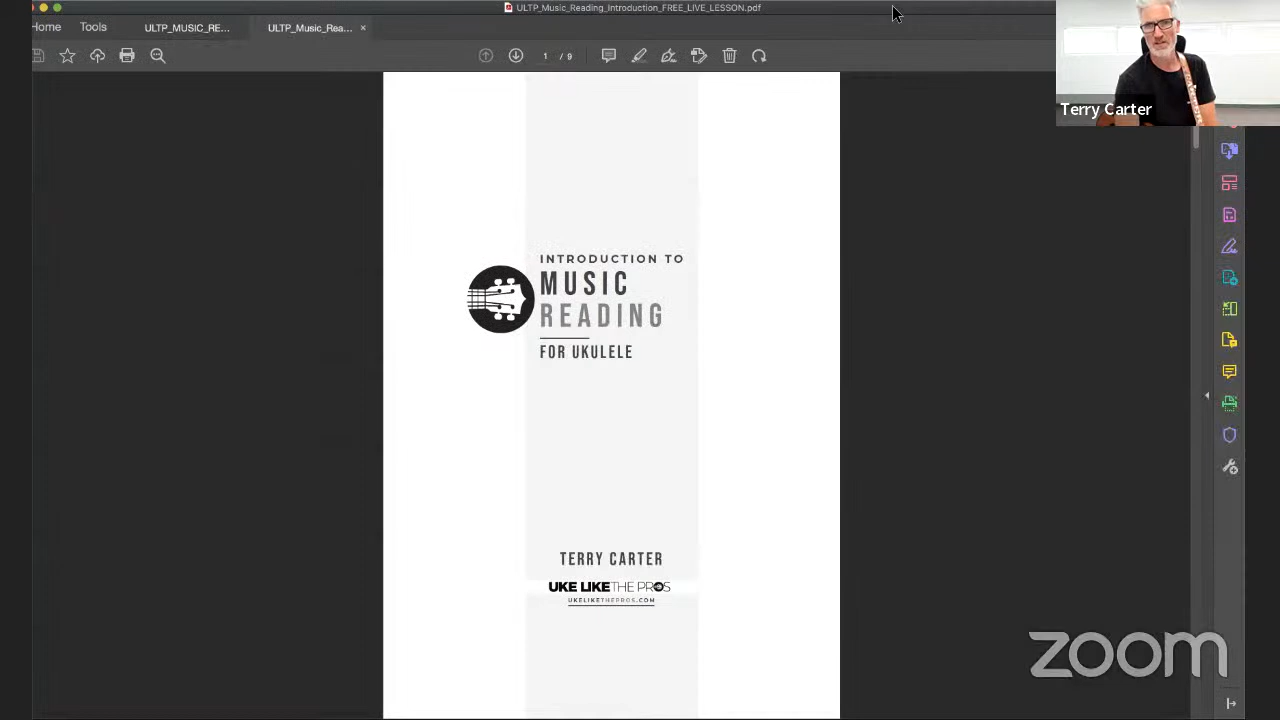 ULTP_Music_Reading_Introduction_FREE_LIVE_LESSON.pdf
Home Tools ULTP_MUSIC_RE... ULTP_Music_Rea... ×
1 / 9
Terry Carter
INTRODUCTION TO
MUSIC
READING
FOR UKULELE
TERRY CARTER
UKE LIKE THE PROS
UKELIKETHEPROS.COM
zoom